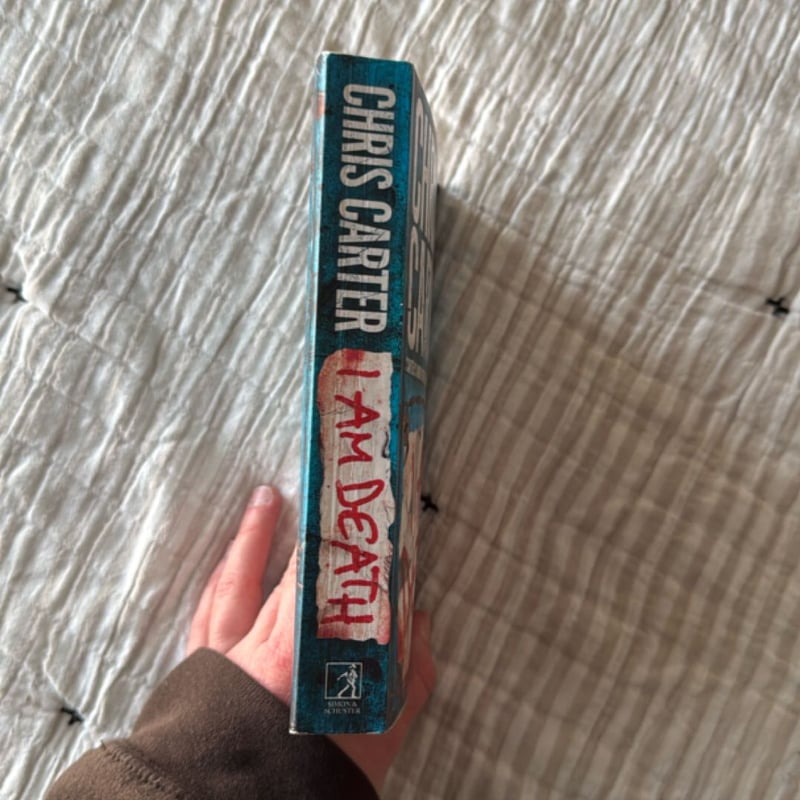 CHRIS CARTER
I AM DEATH
SIMON &
SCHUSTER